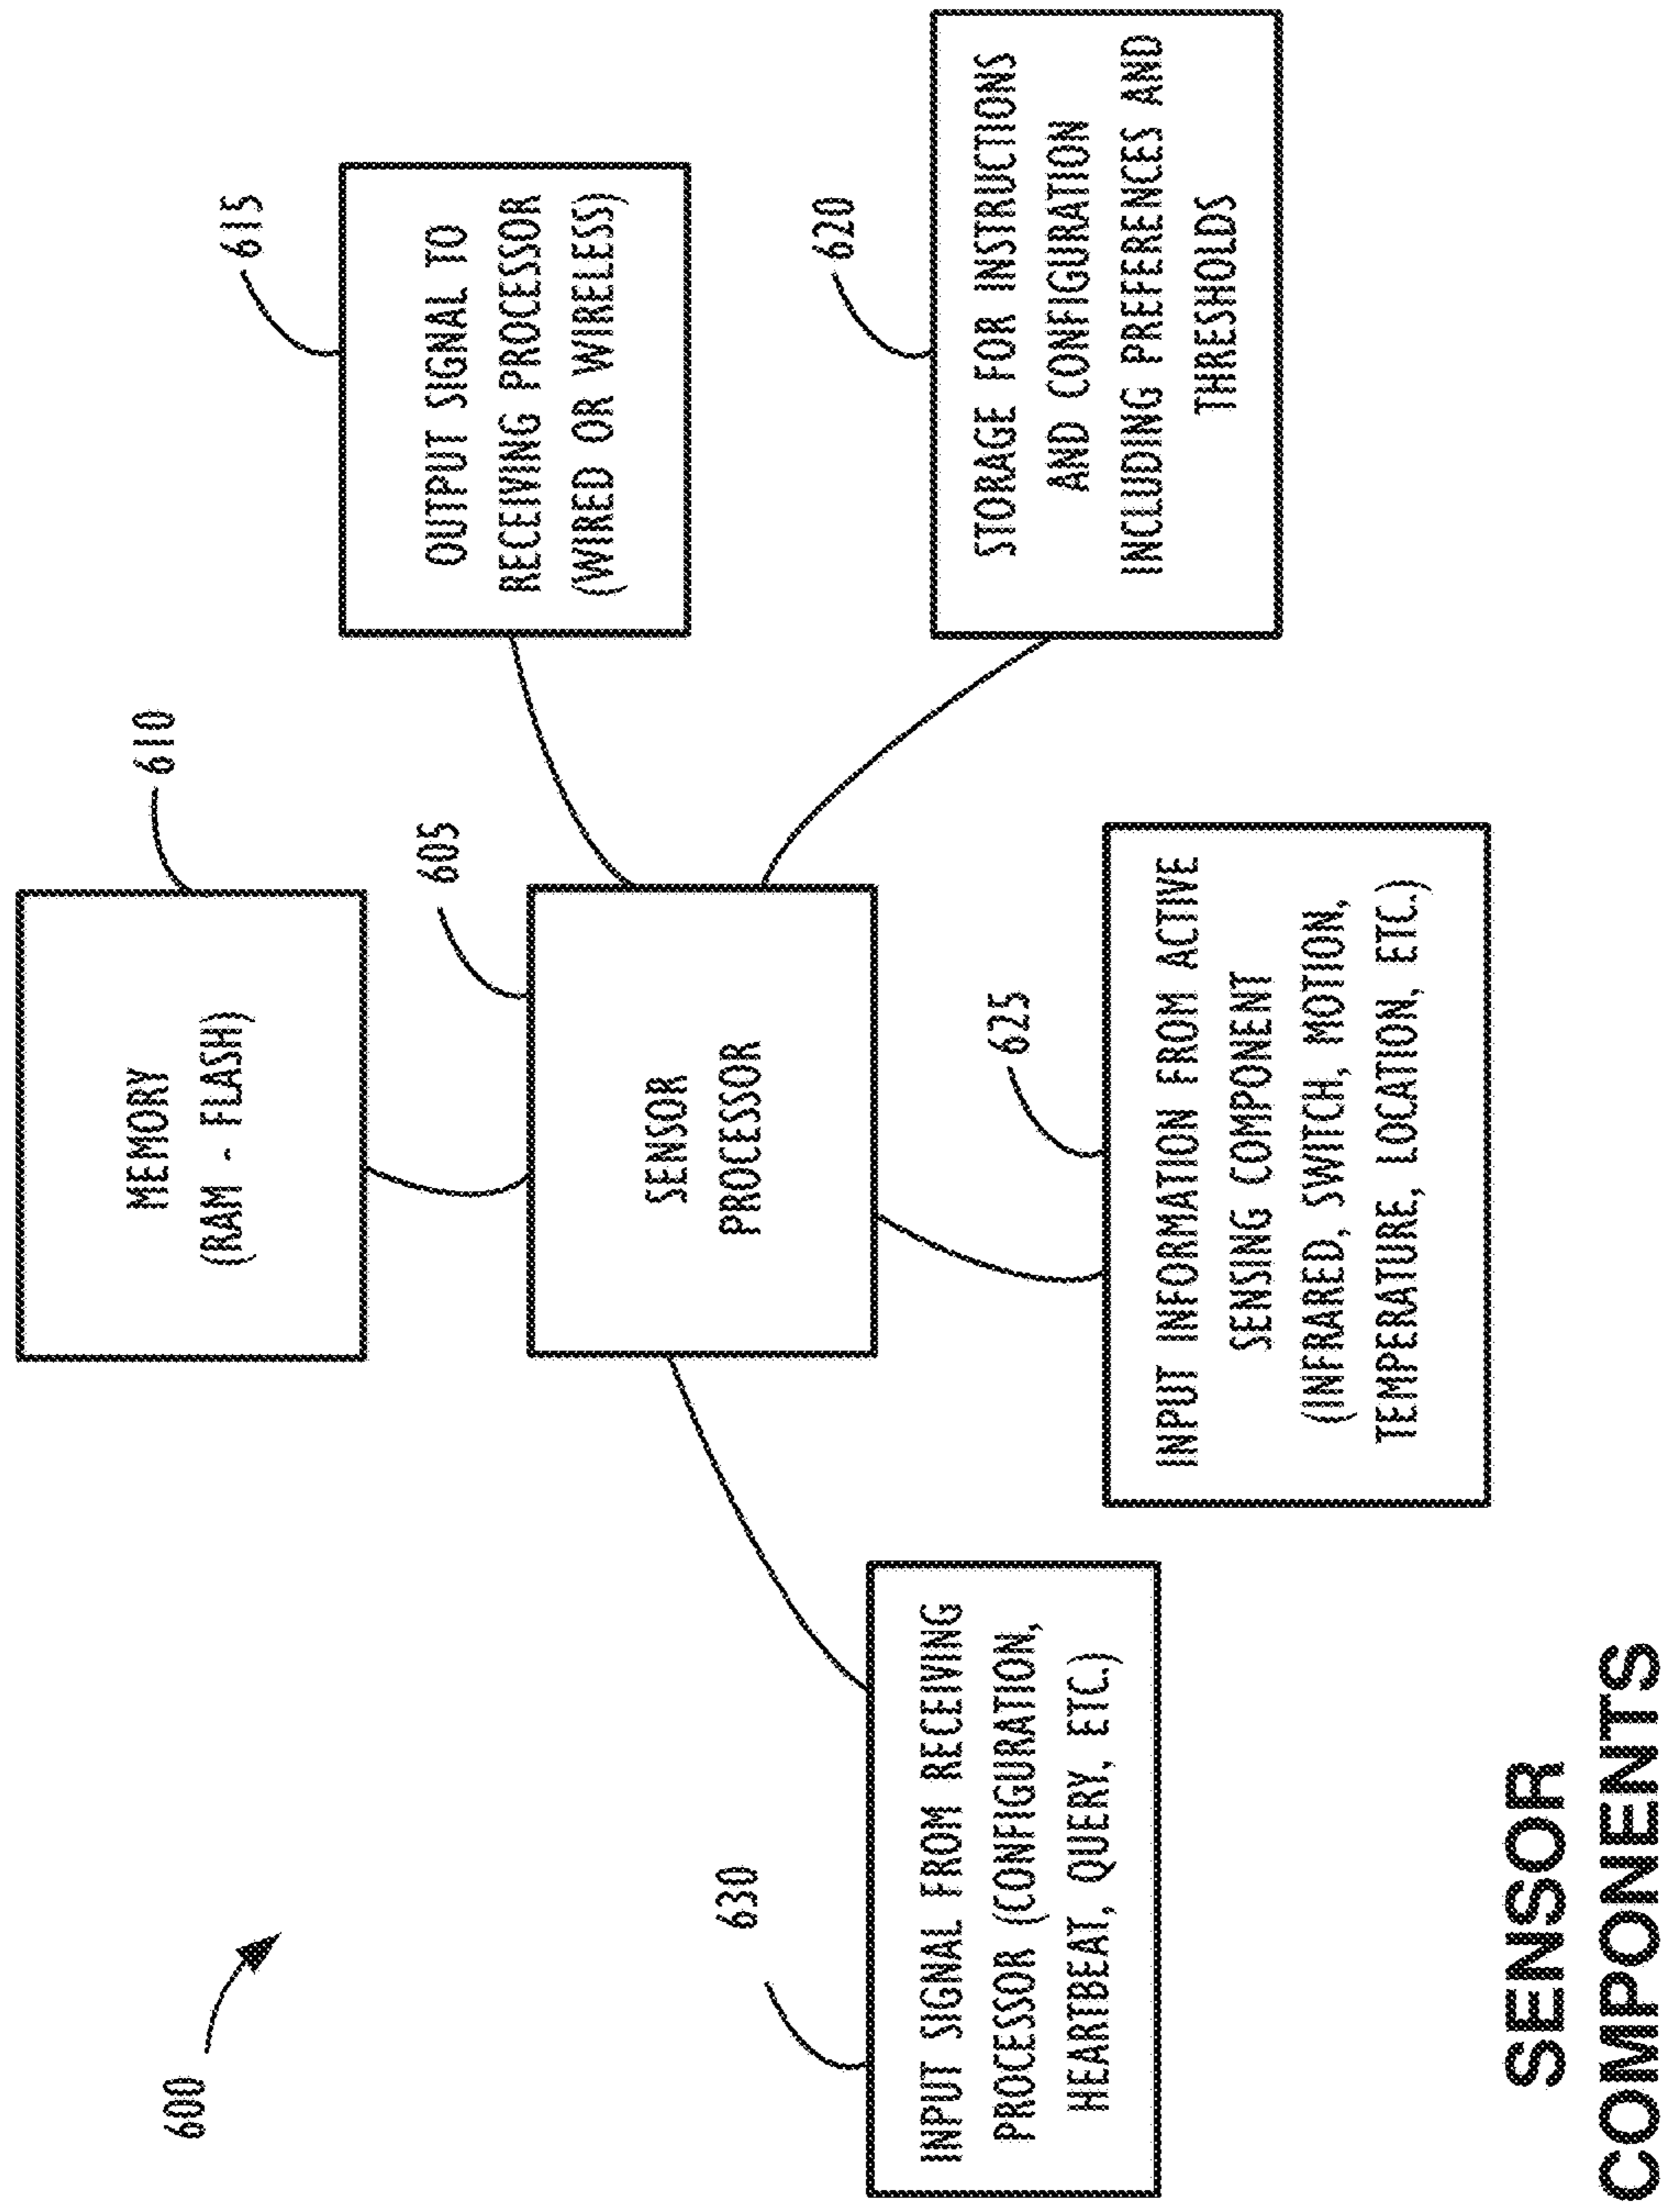 600
610
MEMORY
(RAM - FLASH)
605
SENSOR
PROCESSOR
615
OUTPUT SIGNAL TO
RECEIVING PROCESSOR
(WIRED OR WIRELESS)
620
STORAGE FOR INSTRUCTIONS
AND CONFIGURATION
INCLUDING PREFERENCES AND
THRESHOLDS
630
INPUT SIGNAL FROM RECEIVING
PROCESSOR (CONFIGURATION,
HEARTBEAT, QUERY, ETC.)
625
INPUT INFORMATION FROM ACTIVE
SENSING COMPONENT
(INFRARED, SWITCH, MOTION,
TEMPERATURE, LOCATION, ETC.)
SENSOR
COMPONENTS